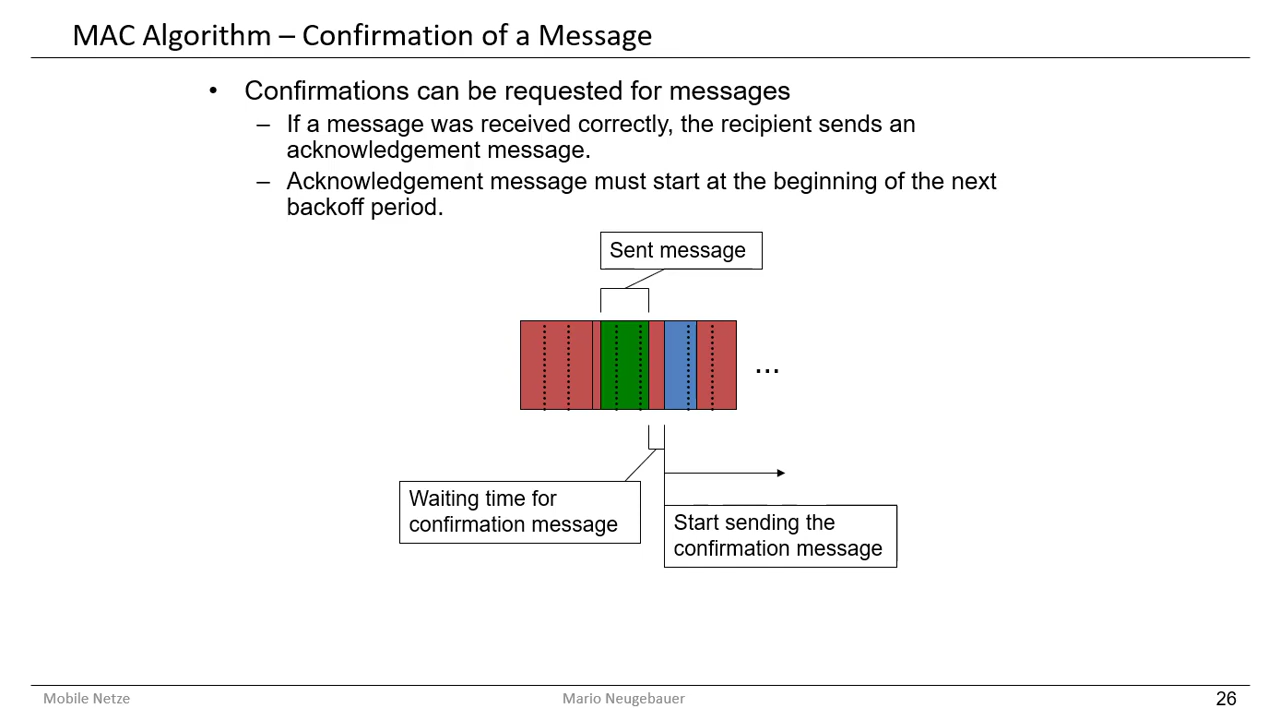 MAC Algorithm – Confirmation of a Message
• Confirmations can be requested for messages
– If a message was received correctly, the recipient sends an
acknowledgement message.
– Acknowledgement message must start at the beginning of the next
backoff period.
Sent message
...
Waiting time for
confirmation message
Start sending the
confirmation message
Mobile Netze
Mario Neugebauer
26